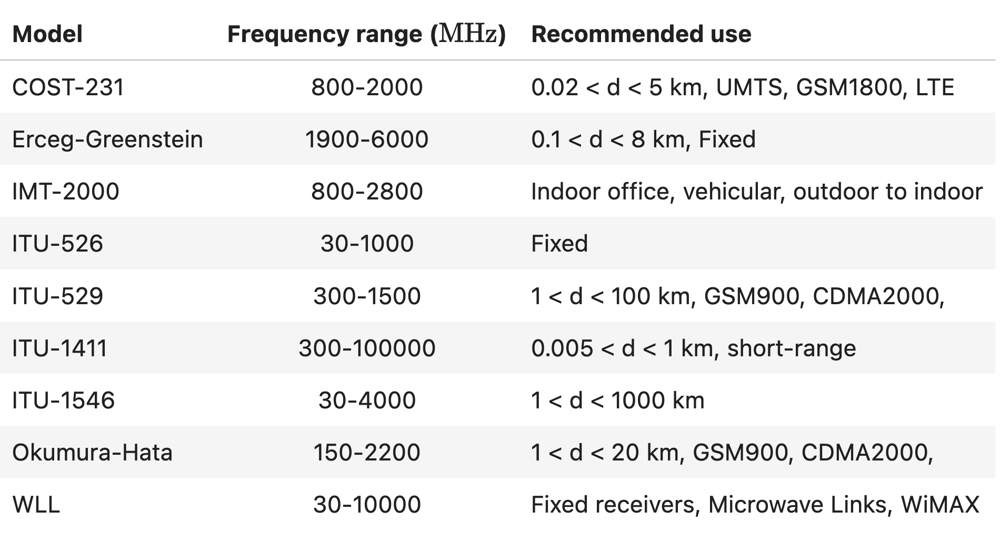 Model Frequency range (MHz) Recommended use
COST-231 800-2000 0.02 < d < 5 km, UMTS, GSM1800, LTE
Erceg-Greenstein 1900-6000 0.1 < d < 8 km, Fixed
IMT-2000 800-2800 Indoor office, vehicular, outdoor to indoor
ITU-526 30-1000 Fixed
ITU-529 300-1500 1 < d < 100 km, GSM900, CDMA2000,
ITU-1411 300-100000 0.005 < d < 1 km, short-range
ITU-1546 30-4000 1 < d < 1000 km
Okumura-Hata 150-2200 1 < d < 20 km, GSM900, CDMA2000,
WLL 30-10000 Fixed receivers, Microwave Links, WiMAX